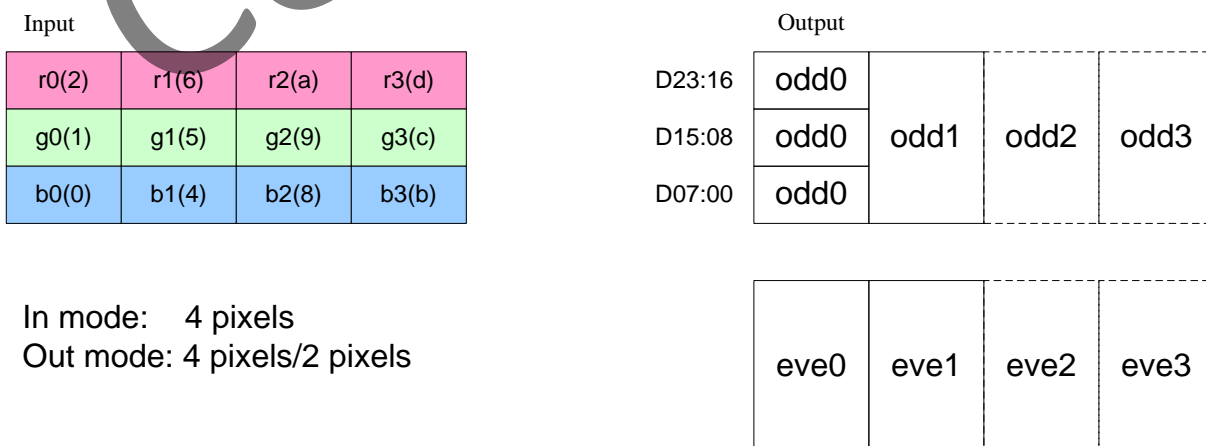 Input
r0(2) r1(6) r2(a) r3(d)
g0(1) g1(5) g2(9) g3(c)
b0(0) b1(4) b2(8) b3(b)
In mode: 4 pixels
Out mode: 4 pixels/2 pixels
Output
D23:16 odd0
D15:08 odd0 odd1 odd2 odd3
D07:00 odd0
eve0 eve1 eve2 eve3